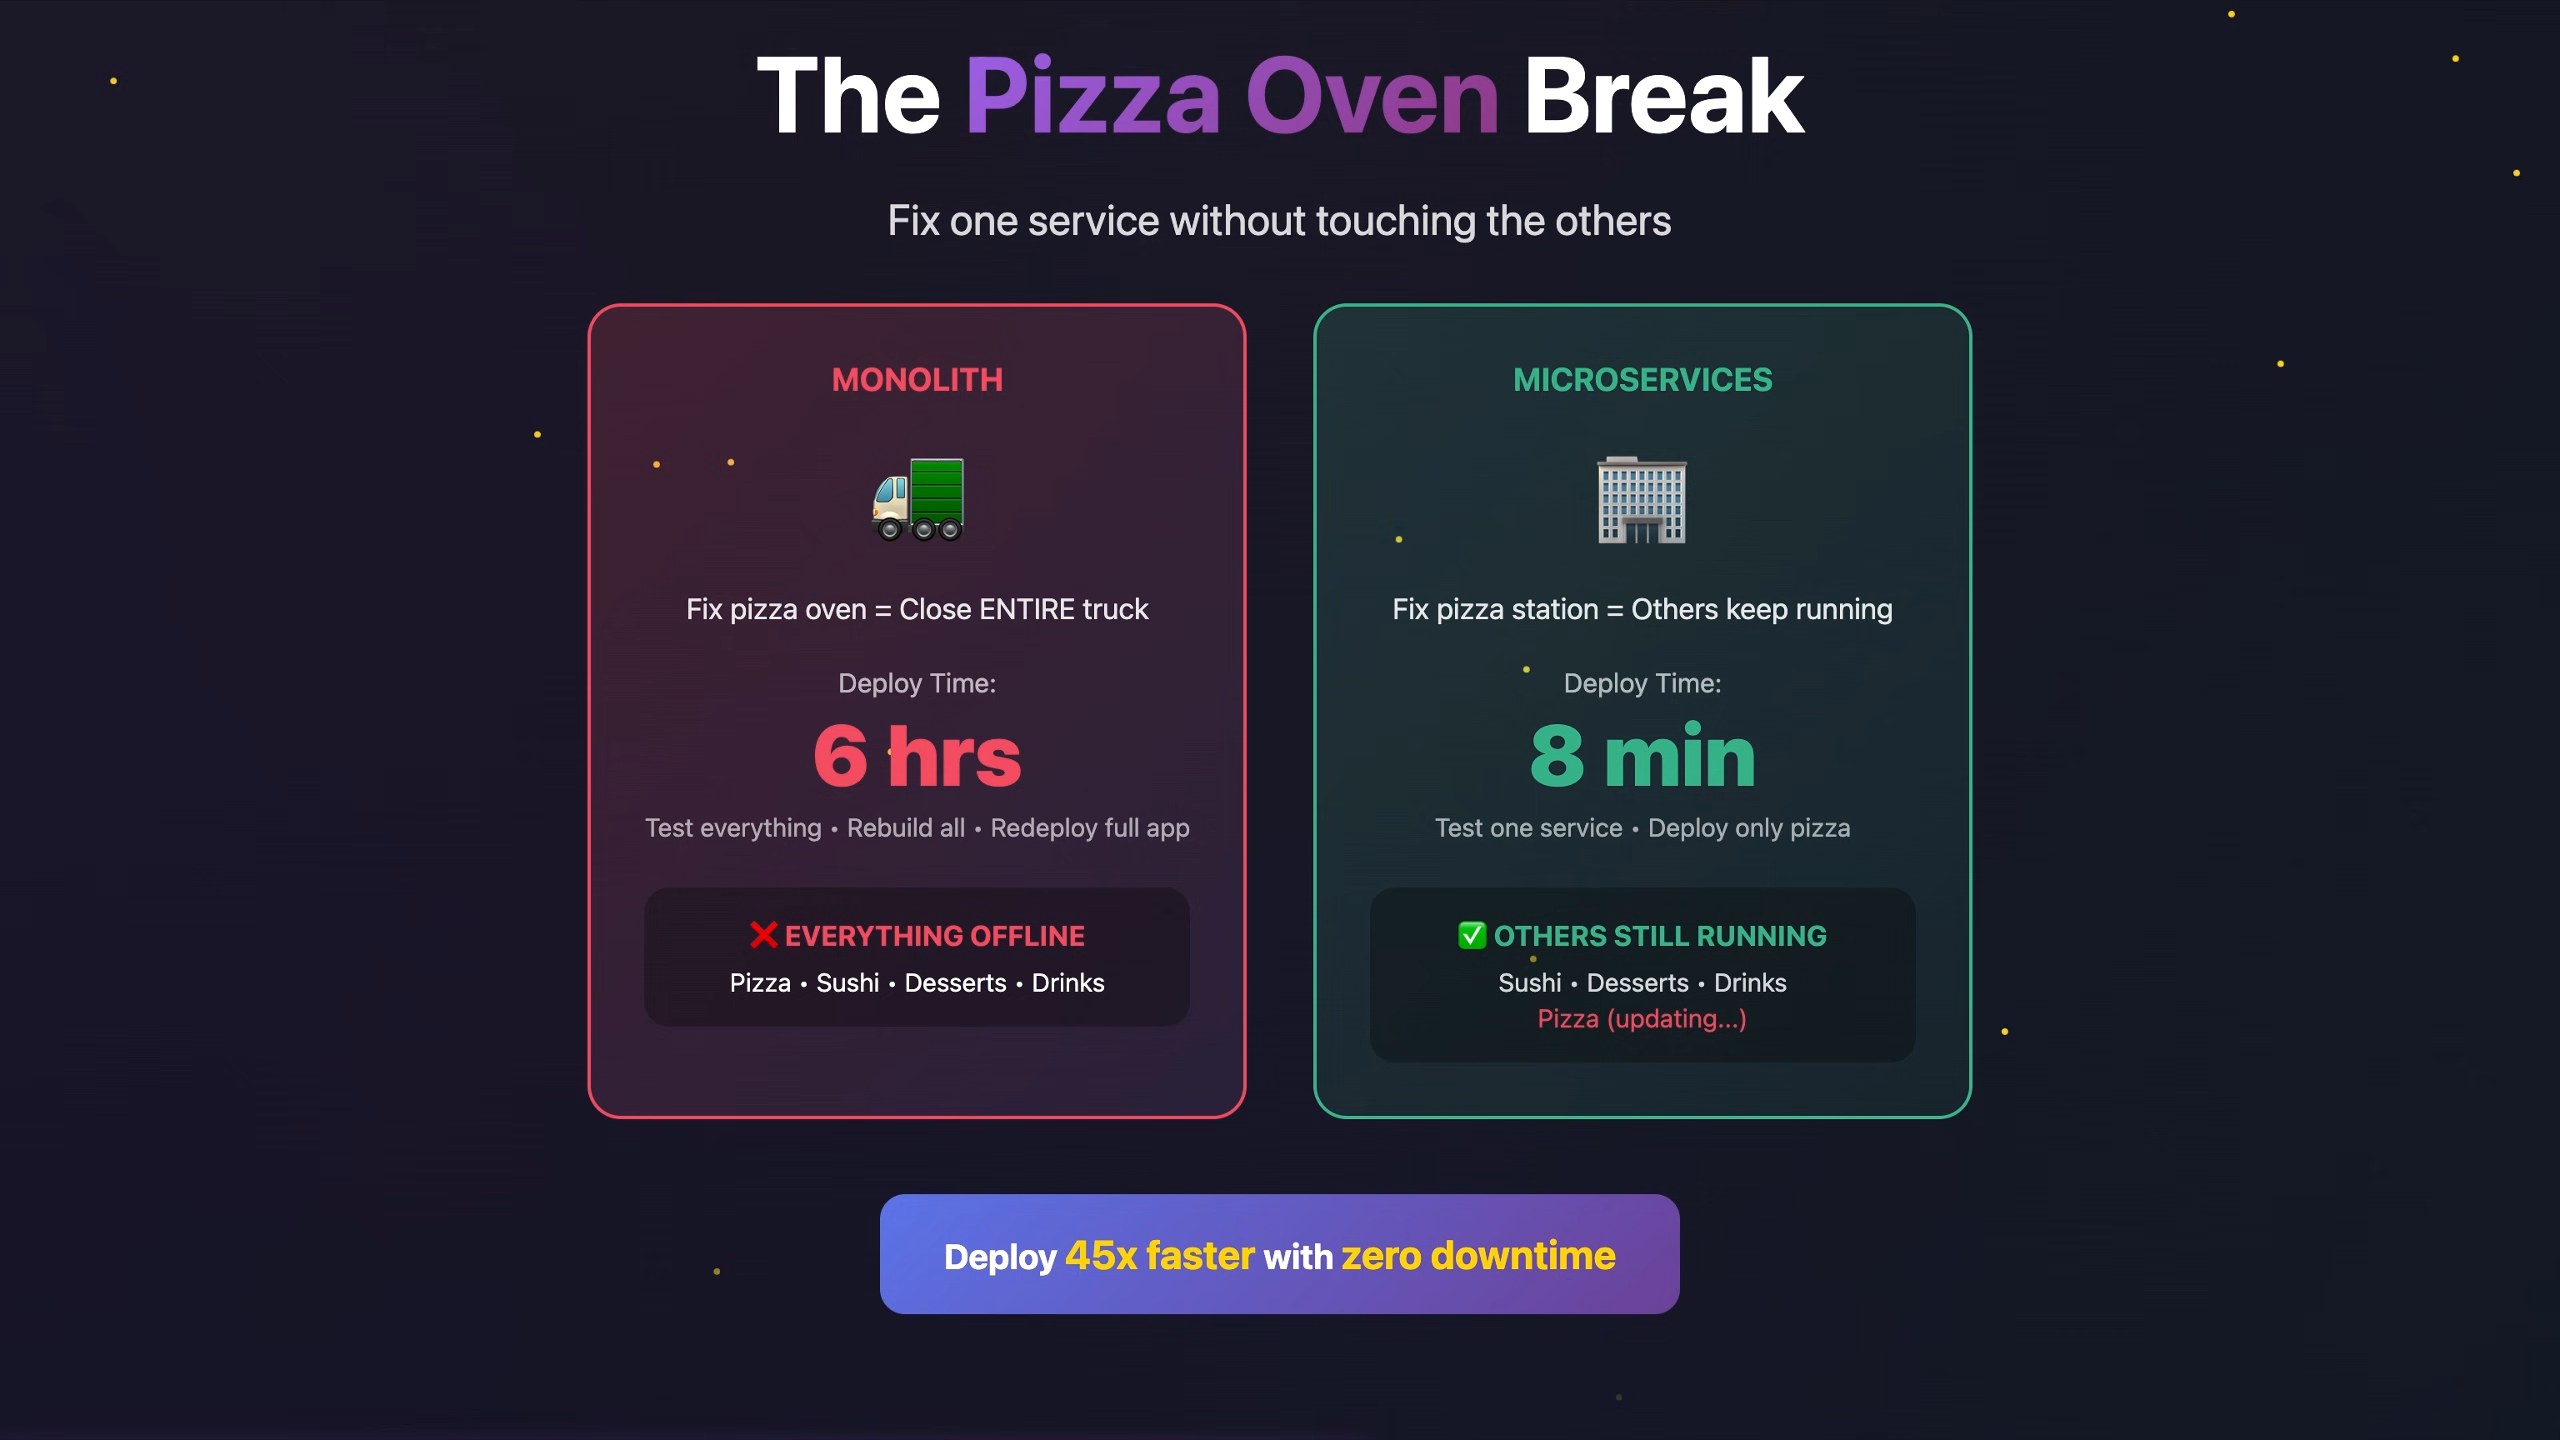 The Pizza Oven Break
Fix one service without touching the others
MONOLITH
Fix pizza oven = Close ENTIRE truck
Deploy Time:
6 hrs
Test everything • Rebuild all • Redeploy full app
❌ EVERYTHING OFFLINE
Pizza • Sushi • Desserts • Drinks
MICROSERVICES
Fix pizza station = Others keep running
Deploy Time:
8 min
Test one service • Deploy only pizza
✅ OTHERS STILL RUNNING
Sushi • Desserts • Drinks
Pizza (updating...)
Deploy 45x faster with zero downtime